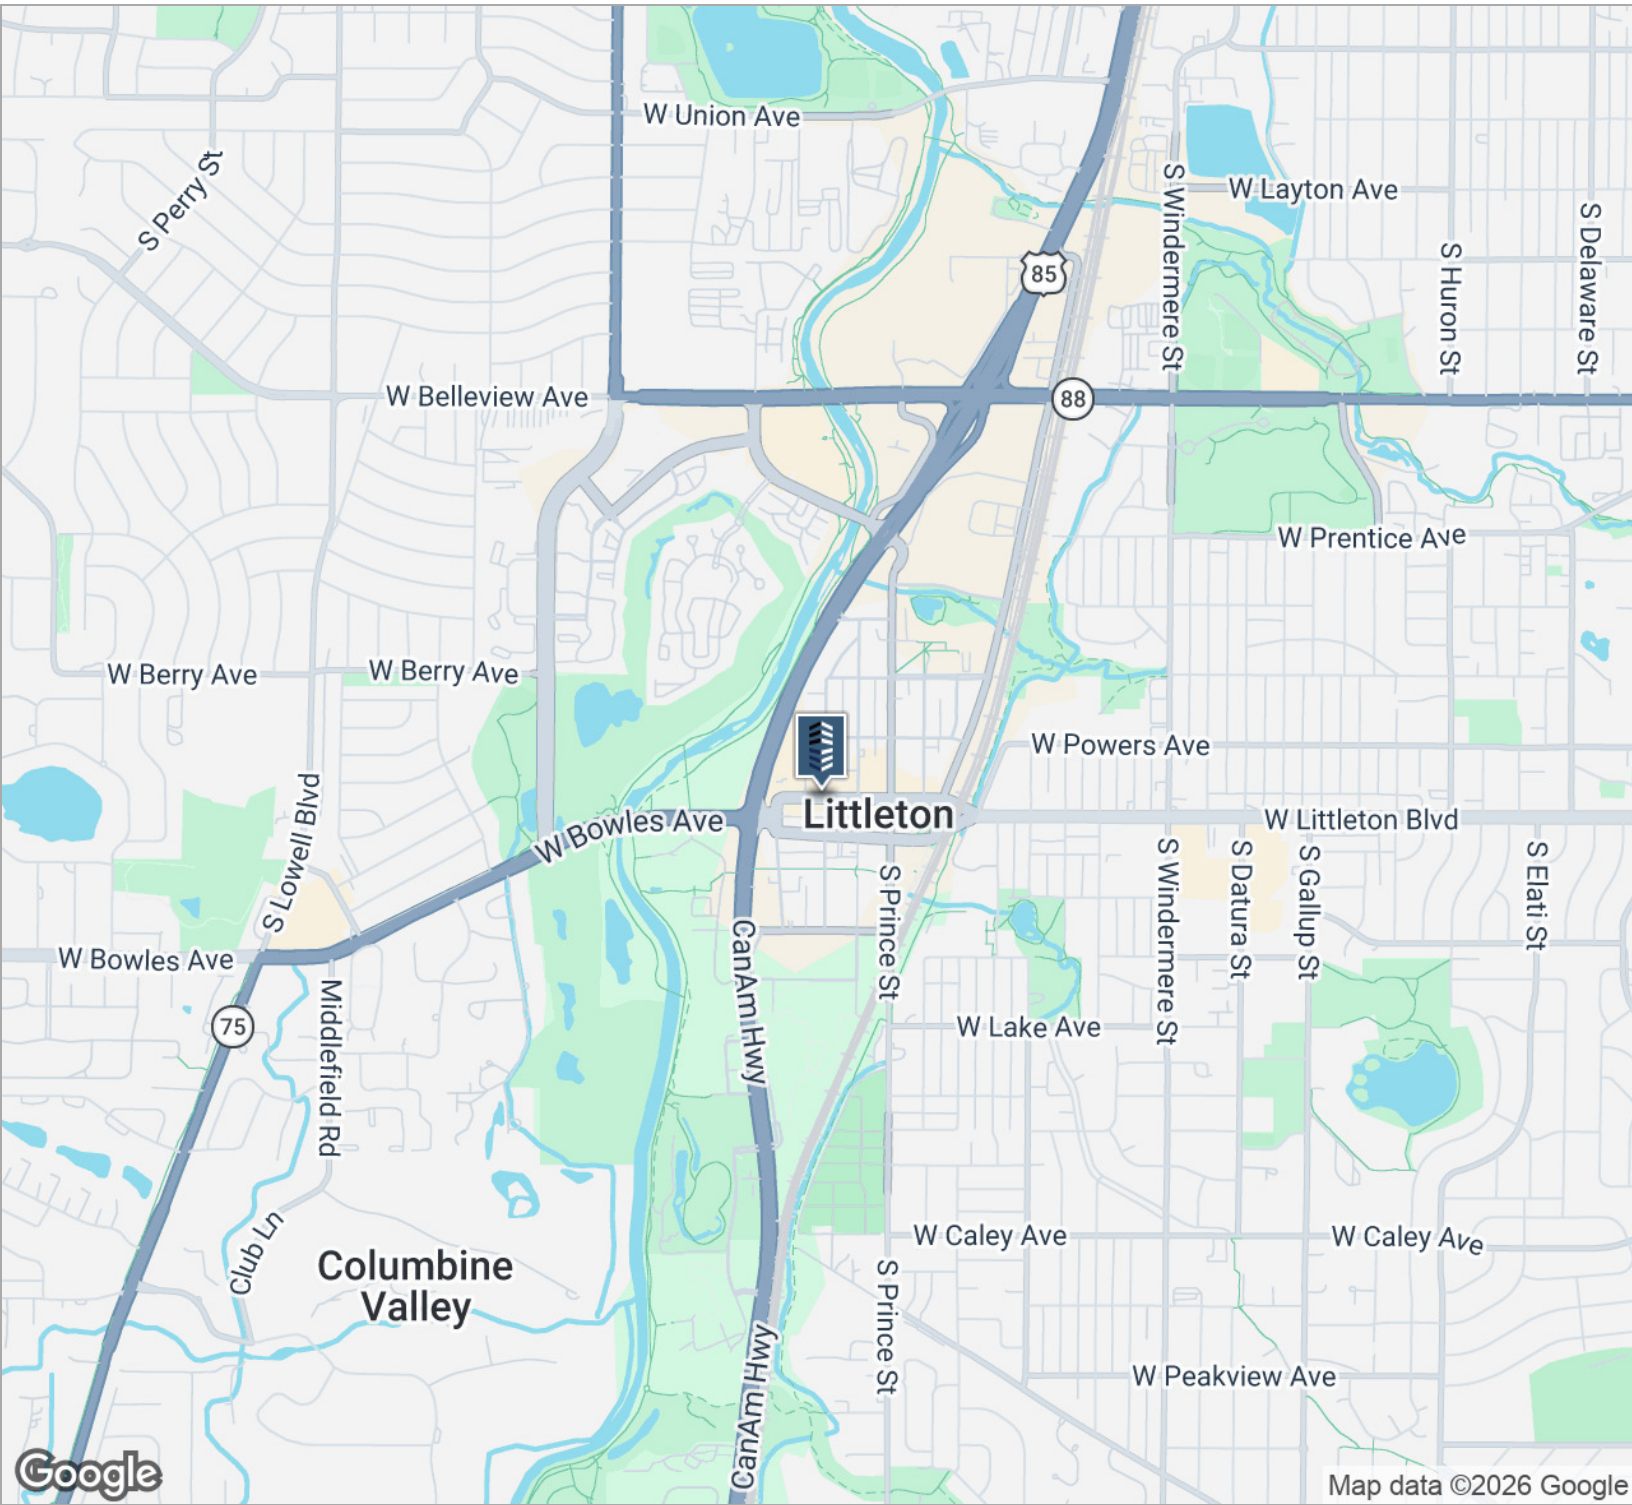 W Union Ave
S Perry St
W Layton Ave
S Windermere St
S Huron St
S Delaware St
85
W Belleview Ave
88
W Prentice Ave
W Berry Ave
W Berry Ave
W Powers Ave
S Lowell Blvd
W Bowles Ave
Littleton
W Littleton Blvd
S Prince St
S Windermere St
S Datura St
S Gallup St
S Elati St
W Bowles Ave
CanAm Hwy
75
Middlefield Rd
W Lake Ave
Club Ln
Columbine
Valley
W Caley Ave
W Caley Ave
S Prince St
CanAm Hwy
W Peakview Ave
Google
Map data ©2026 Google